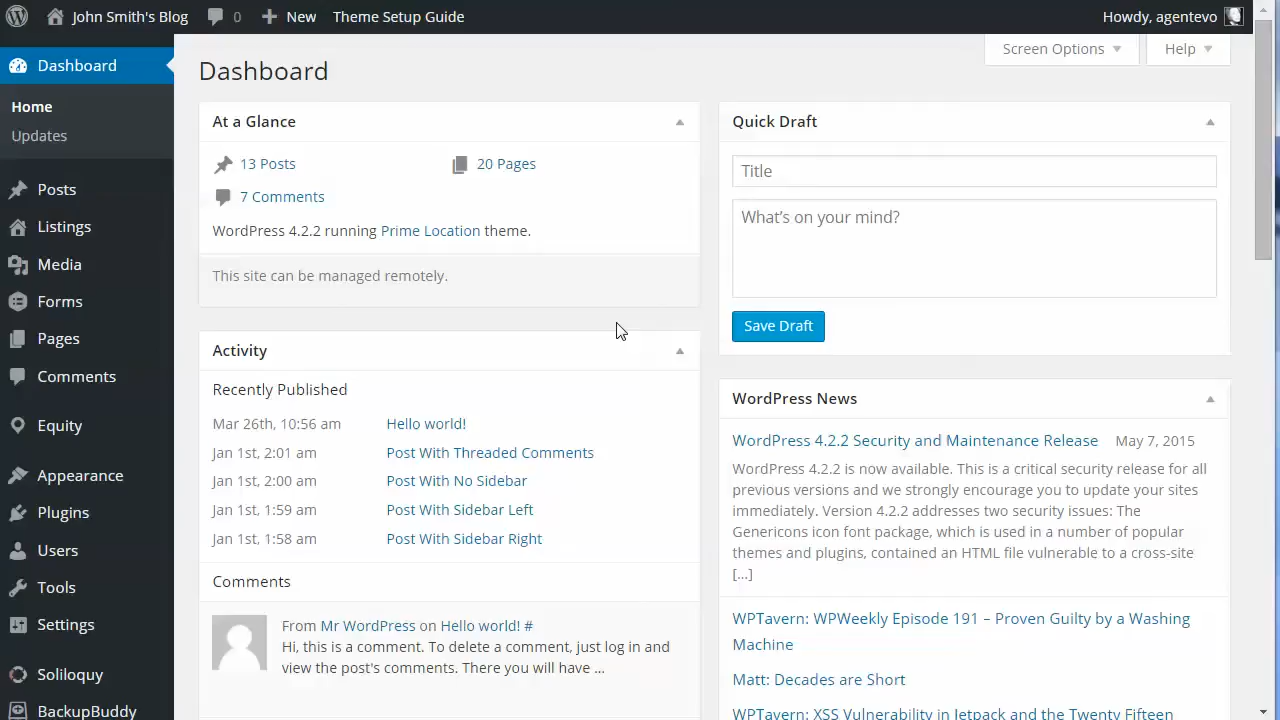 John Smith's Blog 0 New Theme Setup Guide Howdy, agentevo
Screen Options Help
Dashboard
Home
Updates
Posts
Listings
Media
Forms
Pages
Comments
Equity
Appearance
Plugins
Users
Tools
Settings
Soliloquy
BackupBuddy
Dashboard
At a Glance
13 Posts 20 Pages
7 Comments
WordPress 4.2.2 running Prime Location theme.
This site can be managed remotely.
Activity
Recently Published
Mar 26th, 10:56 am Hello world!
Jan 1st, 2:01 am Post With Threaded Comments
Jan 1st, 2:00 am Post With No Sidebar
Jan 1st, 1:59 am Post With Sidebar Left
Jan 1st, 1:58 am Post With Sidebar Right
Comments
From Mr WordPress on Hello world! #
Hi, this is a comment. To delete a comment, just log in and
view the post's comments. There you will have ...
Quick Draft
Title
What's on your mind?
Save Draft
WordPress News
WordPress 4.2.2 Security and Maintenance Release May 7, 2015
WordPress 4.2.2 is now available. This is a critical security release for all
previous versions and we strongly encourage you to update your sites
immediately. Version 4.2.2 addresses two security issues: The
Genericons icon font package, which is used in a number of popular
themes and plugins, contained an HTML file vulnerable to a cross-site
[...]
WPTavern: WPWeekly Episode 191 – Proven Guilty by a Washing
Machine
Matt: Decades are Short
WPTavern: XSS Vulnerability in Jetpack and the Twenty Fifteen